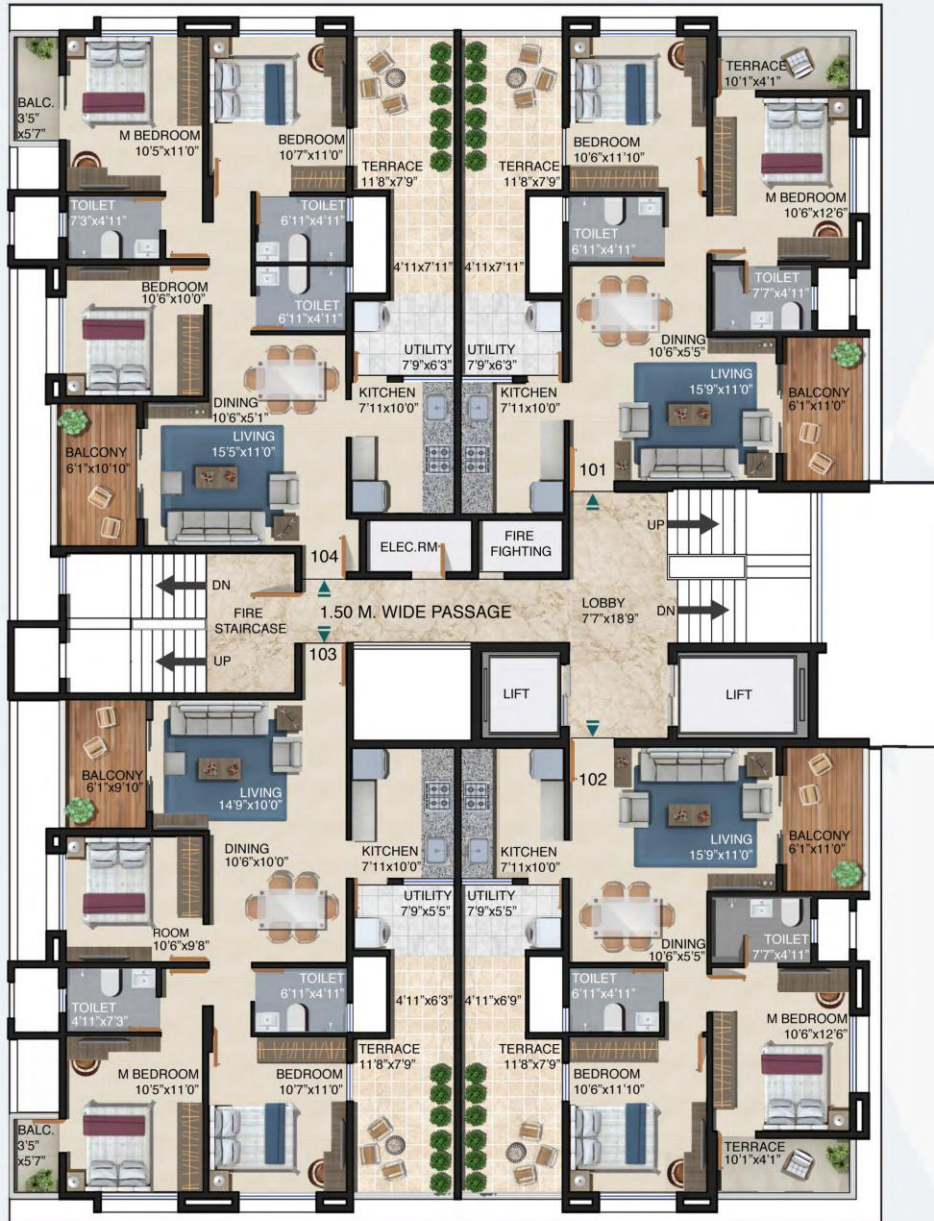 BALC.
3'5"
x5'7"
M BEDROOM
10'5"x11'0"
BEDROOM
10'7"x11'0"
TERRACE
11'8"x7'9"
TERRACE
11'8"x7'9"
BEDROOM
10'6"x11'10"
TERRACE
10'1"x4'1"
M BEDROOM
10'6"x12'6"
TOILET
7'3"x4'11"
TOILET
6'11"x4'11"
TOILET
6'11"x4'11"
4'11x7'11"
4'11x7'11"
TOILET
6'11"x4'11"
TOILET
7'7"x4'11"
BEDROOM
10'6"x10'0"
TOILET
6'11"x4'11"
UTILITY
7'9"x6'3"
UTILITY
7'9"x6'3"
DINING
10'6"x5'5"
DINING
10'6"x5'1"
KITCHEN
7'11x10'0"
KITCHEN
7'11x10'0"
LIVING
15'9"x11'0"
BALCONY
6'1"x11'0"
BALCONY
6'1"x10'10"
LIVING
15'5"x11'0"
101
104
ELEC.RM
FIRE
FIGHTING
UP
DN
FIRE
STAIRCASE
UP
1.50 M. WIDE PASSAGE
LOBBY
7'7"x18'9"
DN
103
LIFT
LIFT
BALCONY
6'1"x9'10"
LIVING
14'9"x10'0"
102
DINING
10'6"x10'0"
KITCHEN
7'11x10'0"
KITCHEN
7'11x10'0"
LIVING
15'9"x11'0"
BALCONY
6'1"x11'0"
UTILITY
7'9"x5'5"
UTILITY
7'9"x5'5"
ROOM
10'6"x9'8"
DINING
10'6"x5'5"
TOILET
7'7"x4'11"
TOILET
4'11"x7'3"
TOILET
6'11"x4'11"
4'11"x6'3"
4'11"x6'9"
TOILET
6'11"x4'11"
M BEDROOM
10'6"x12'6"
M BEDROOM
10'5"x11'0"
BEDROOM
10'7"x11'0"
TERRACE
11'8"x7'9"
TERRACE
11'8"x7'9"
BEDROOM
10'6"x11'10"
BALC.
3'5"
x5'7"
TERRACE
10'1"x4'1"